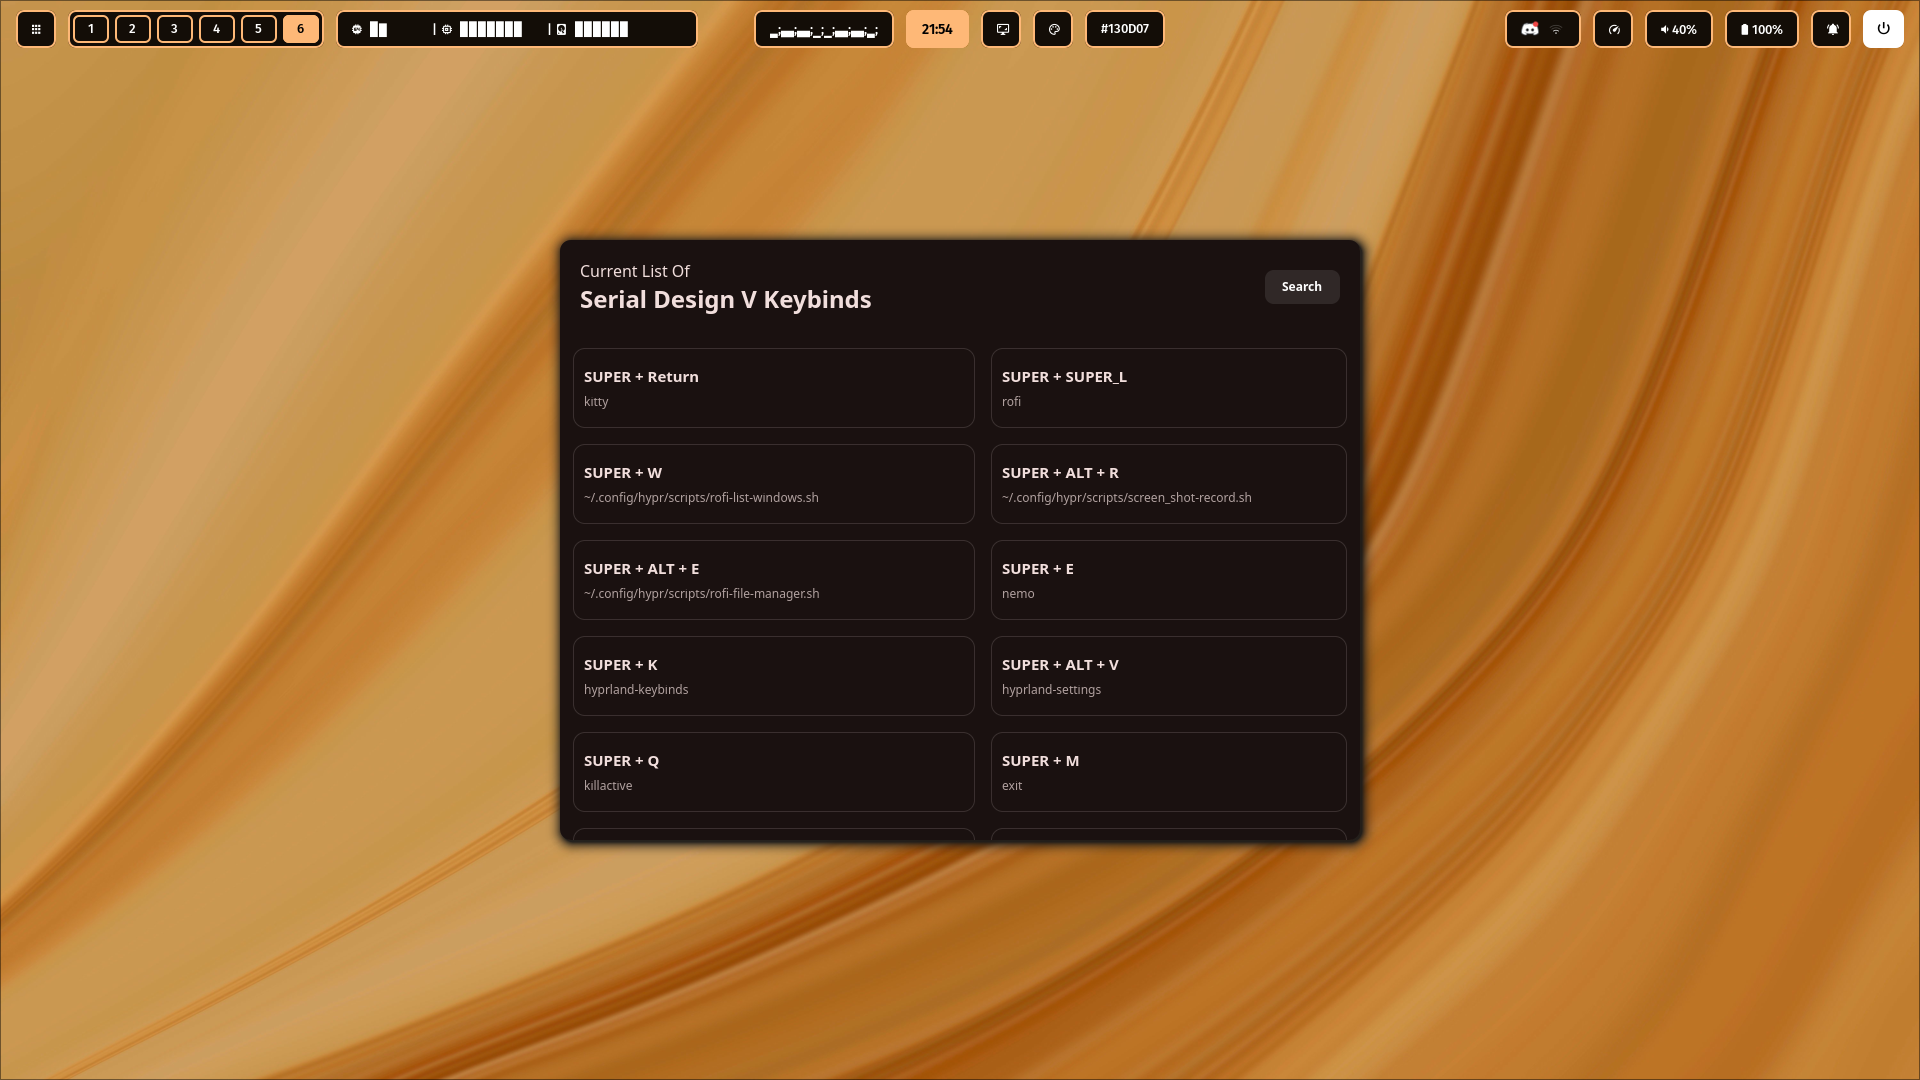 1 2 3 4 5 6
21:54
#130D07
40%
100%
Current List Of
Serial Design V Keybinds
Search
SUPER + Return
kitty
SUPER + SUPER_L
rofi
SUPER + W
~/.config/hypr/scripts/rofi-list-windows.sh
SUPER + ALT + R
~/.config/hypr/scripts/screen_shot-record.sh
SUPER + ALT + E
~/.config/hypr/scripts/rofi-file-manager.sh
SUPER + E
nemo
SUPER + K
hyprland-keybinds
SUPER + ALT + V
hyprland-settings
SUPER + Q
killactive
SUPER + M
exit